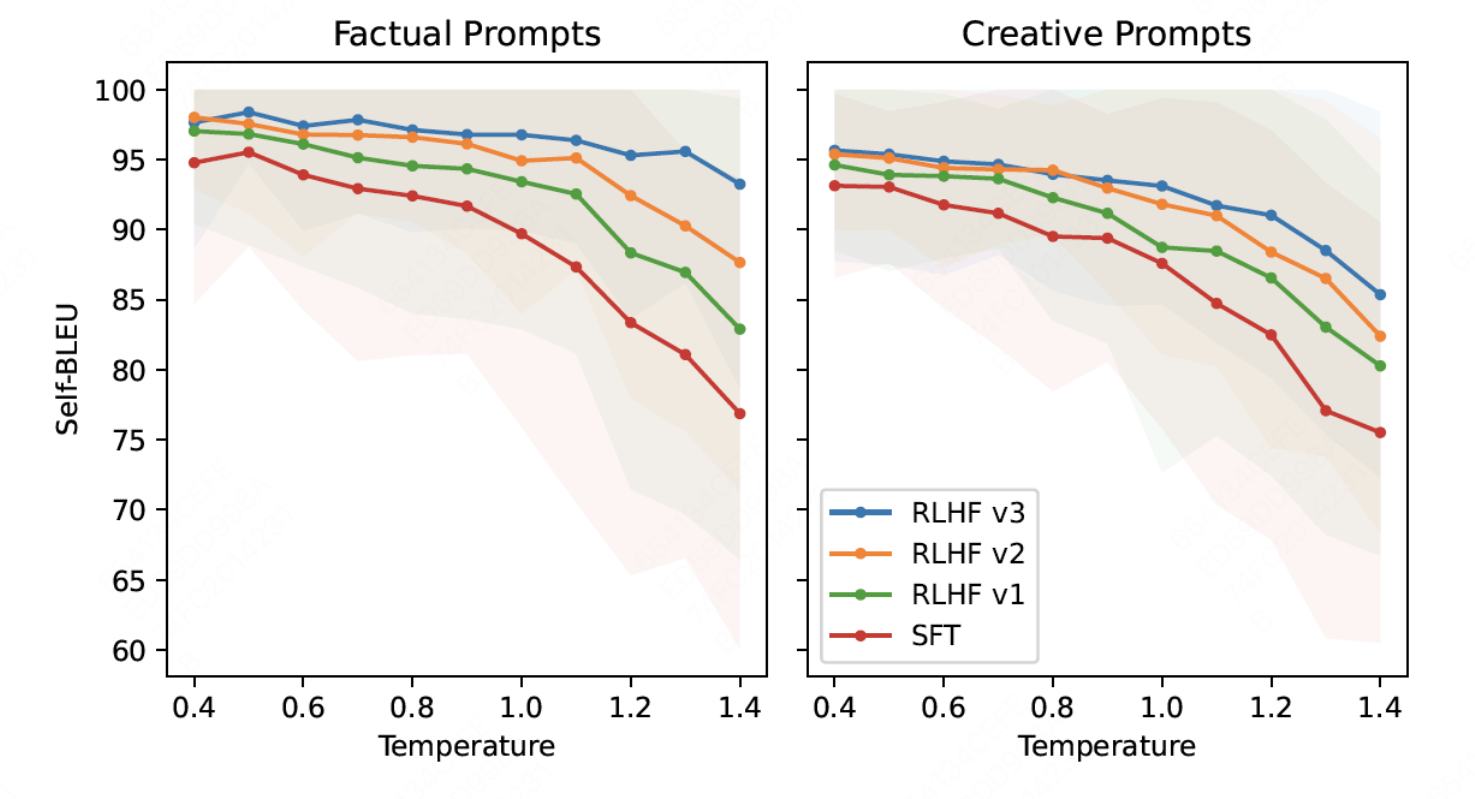 Factual Prompts
Creative Prompts
Self-BLEU
100
95
90
85
80
75
70
65
60
0.4 0.6 0.8 1.0 1.2 1.4
Temperature
RLHF v3
RLHF v2
RLHF v1
SFT
0.4 0.6 0.8 1.0 1.2 1.4
Temperature